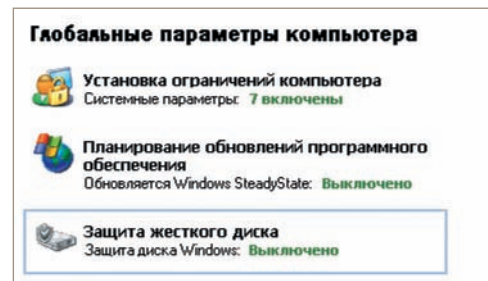 Глобальные параметры компьютера
Установка ограничений компьютера
Системные параметры: 7 включены
Планирование обновлений программного
обеспечения
Обновляется Windows SteadyState: Выключено
Защита жесткого диска
Защита диска Windows: Выключено